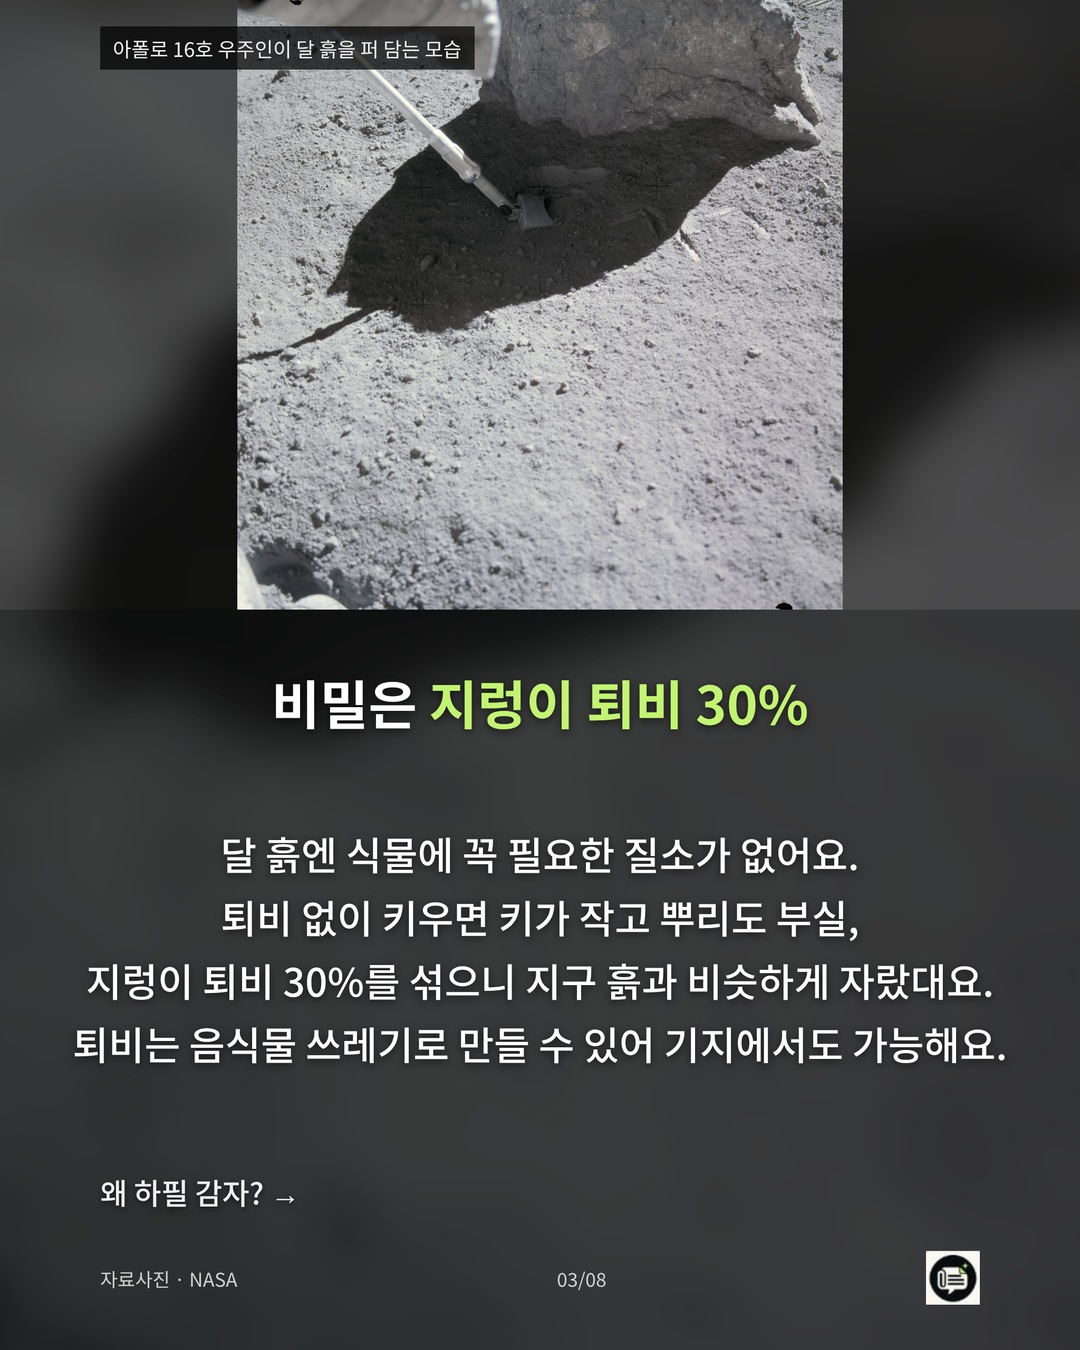 아폴로 16호 우주인이 달 흙을 퍼 담는 모습
비밀은 지렁이 퇴비 30%
달 흙엔 식물에 꼭 필요한 질소가 없어요.
퇴비 없이 키우면 키가 작고 뿌리도 부실,
지렁이 퇴비 30%를 섞으니 지구 흙과 비슷하게 자랐대요.
퇴비는 음식물 쓰레기로 만들 수 있어 기지에서도 가능해요.
왜 하필 감자? →
자료사진 · NASA
03/08